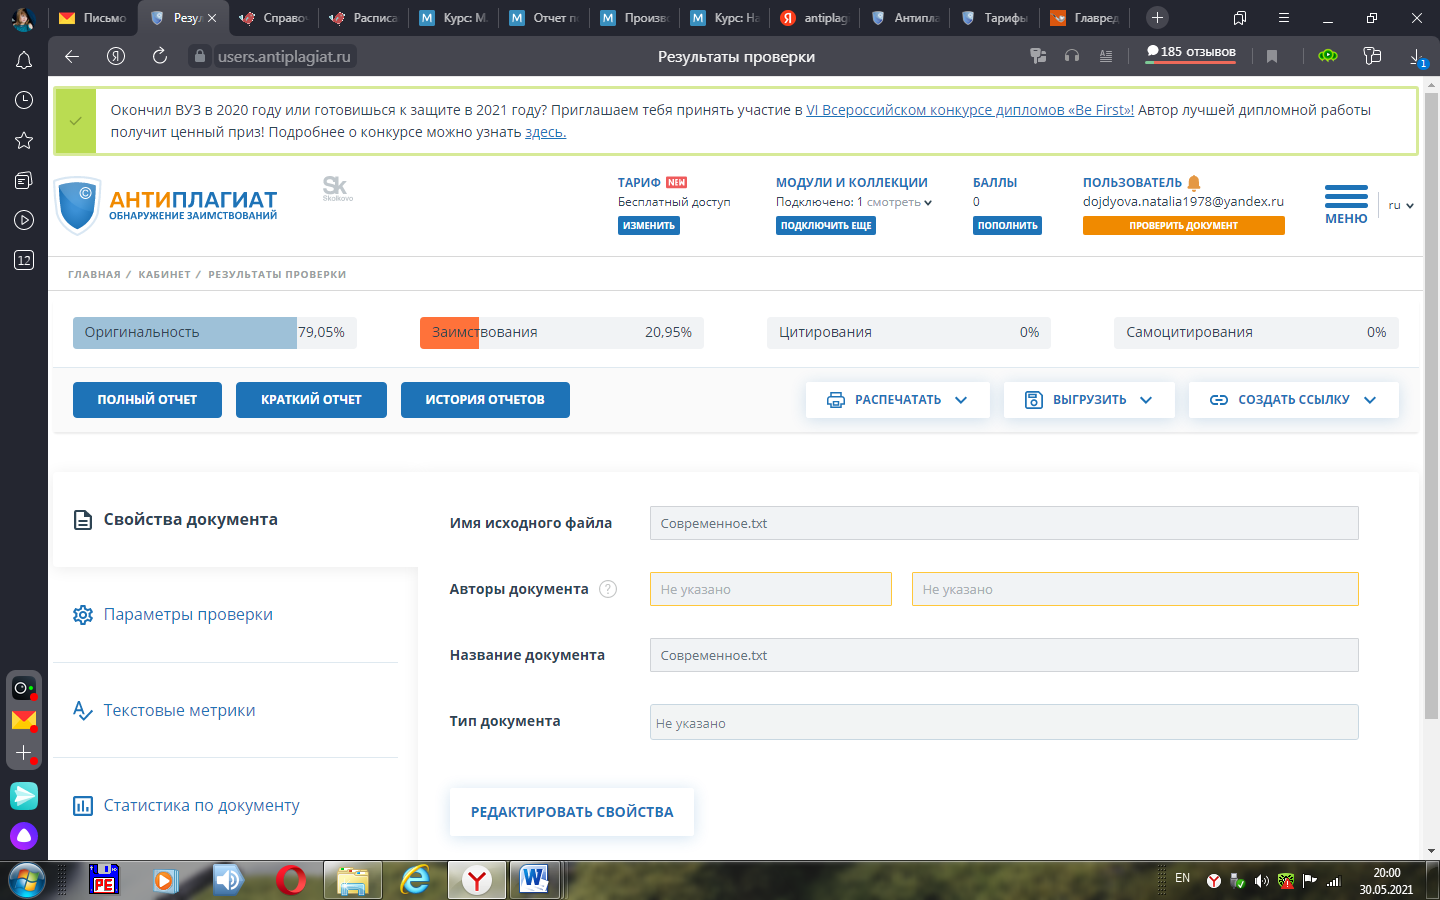 Письмо
Резул
Справоч
Расписа
Курс: М.
Отчет по
Произво
Курс: На
antiplag
Антипла
Тарифы
Главред
users.antiplagiat.ru
Результаты проверки
185 отзывов
1
Окончил ВУЗ в 2020 году или готовишься к защите в 2021 году? Приглашаем тебя принять участие в VI Всероссийском конкурсе дипломов «Be First»! Автор лучшей дипломной работы
получит ценный приз! Подробнее о конкурсе можно узнать здесь.
АНТИПЛАГИАТ
ОБНАРУЖЕНИЕ ЗАИМСТВОВАНИЙ
Sk
Skolkovo
ТАРИФ NEW
Бесплатный доступ
ИЗМЕНИТЬ
МОДУЛИ И КОЛЛЕКЦИИ
Подключено: 1 смотреть
ПОДКЛЮЧИТЬ ЕЩЕ
БАЛЛЫ
0
ПОПОЛНИТЬ
ПОЛЬЗОВАТЕЛЬ
dojdyova.natalia1978@yandex.ru
ПРОВЕРИТЬ ДОКУМЕНТ
МЕНЮ
ru
12
ГЛАВНАЯ / КАБИНЕТ / РЕЗУЛЬТАТЫ ПРОВЕРКИ
Оригинальность 79,05%
Заимствования 20,95%
Цитирования 0%
Самоцитирования 0%
ПОЛНЫЙ ОТЧЕТ
КРАТКИЙ ОТЧЕТ
ИСТОРИЯ ОТЧЕТОВ
РАСПЕЧАТАТЬ
ВЫГРУЗИТЬ
СОЗДАТЬ ССЫЛКУ
Свойства документа
Параметры проверки
Текстовые метрики
Статистика по документу
Имя исходного файла Современное.txt
Авторы документа ? Не указано Не указано
Название документа Современное.txt
Тип документа Не указано
РЕДАКТИРОВАТЬ СВОЙСТВА
EN
20:00
30.05.2021